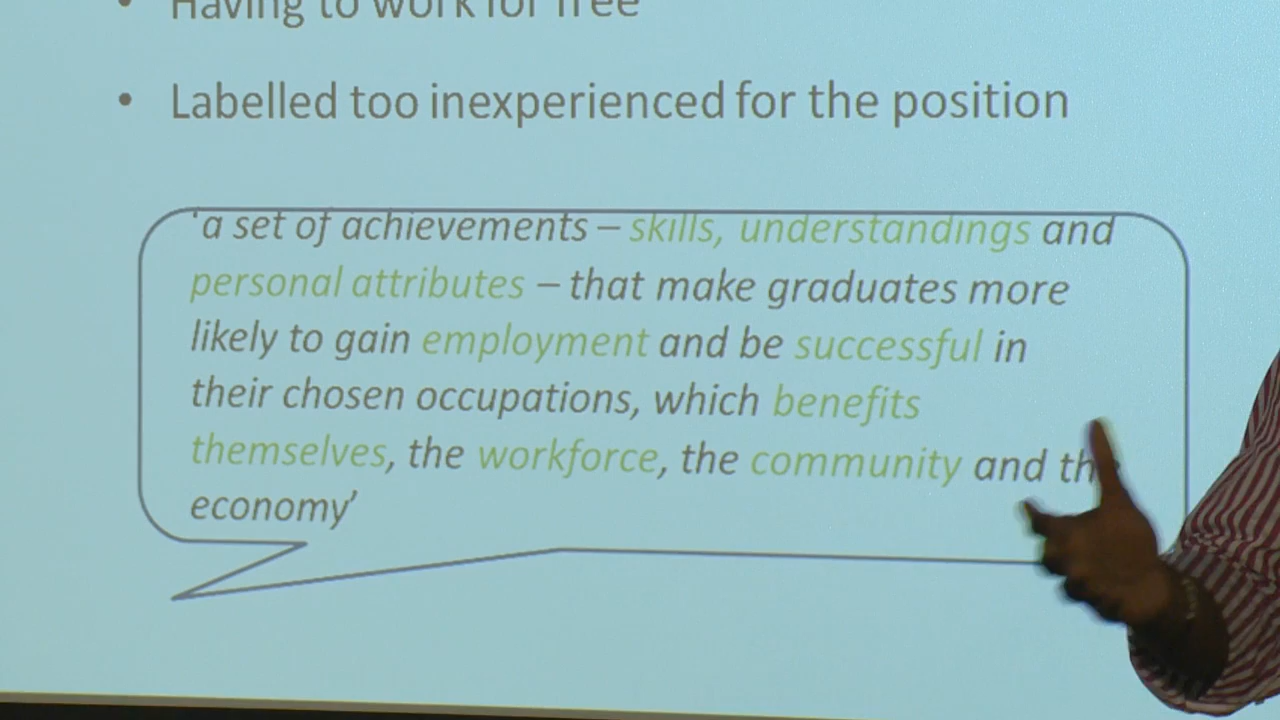 • Having to work for free
• Labelled too inexperienced for the position
‘a set of achievements – skills, understandings and
personal attributes – that make graduates more
likely to gain employment and be successful in
their chosen occupations, which benefits
themselves, the workforce, the community and the
economy’